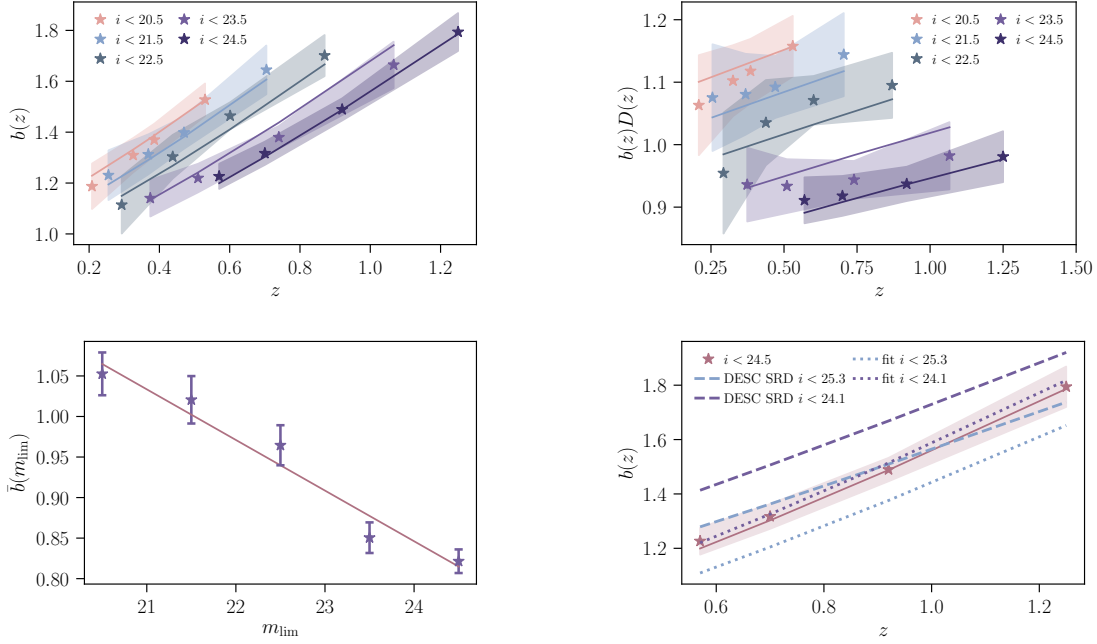 1.8
1.6
1.4
1.2
1.0
b(z)
i < 20.5
i < 21.5
i < 22.5
i < 23.5
i < 24.5
0.2 0.4 0.6 0.8 1.0 1.2
z
1.2
1.1
1.0
0.9
b(z)D(z)
i < 20.5
i < 21.5
i < 22.5
i < 23.5
i < 24.5
0.25 0.50 0.75 1.00 1.25 1.50
z
1.05
1.00
0.95
0.90
0.85
0.80
b̄(m_lim)
21 22 23 24
m_lim
1.8
1.6
1.4
1.2
b(z)
i < 24.5
DESC SRD i < 25.3
DESC SRD i < 24.1
fit i < 25.3
fit i < 24.1
0.6 0.8 1.0 1.2
z